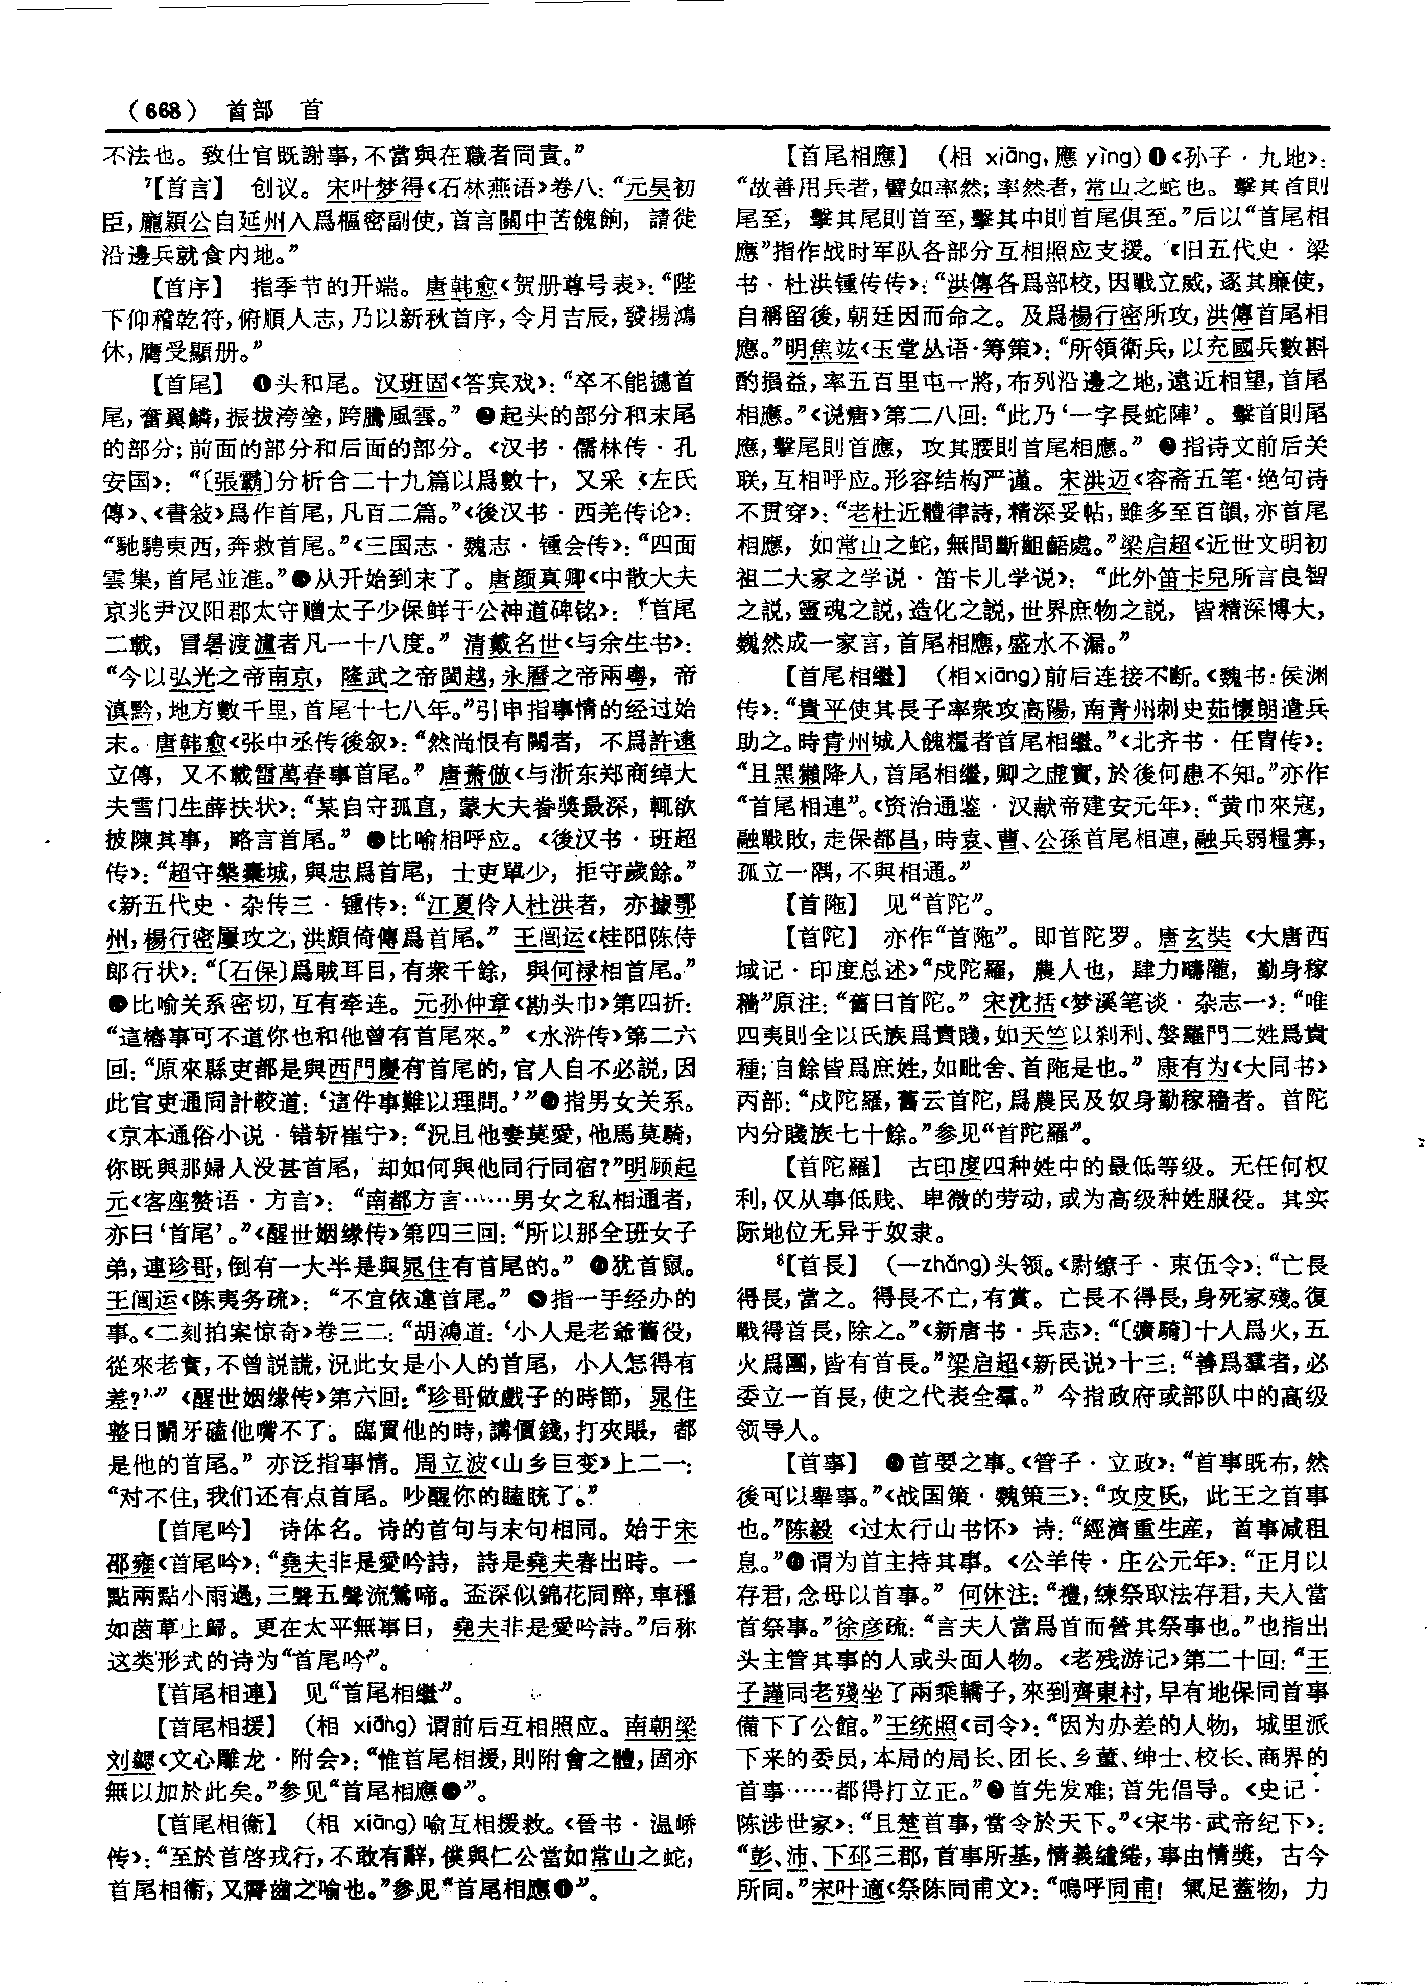 （668） 首部 首
不法也。致仕官既謝事，不當與在職者同責。”
7【首言】 创议。宋叶梦得《石林燕语》卷八：“元昊初
臣，龐潁公自延州入爲樞密副使，首言關中苦餽餉，請徙
沿邊兵就食内地。”
【首序】 指季节的开端。唐韩愈《贺册尊号表》：“陛
下仰稽乾符，俯順人志，乃以新秋首序，令月吉辰，發揚鴻
休，膺受顯册。”
【首尾】 ❶头和尾。汉班固《答宾戏》：“卒不能攄首
尾，奮翼鱗，振拔洿塗，跨騰風雲。” ❷起头的部分和末尾
的部分；前面的部分和后面的部分。《汉书·儒林传·孔
安国》：“〔張霸〕分析合二十九篇以爲數十，又采《左氏
傳》、《書敍》爲作首尾，凡百二篇。”《後汉书·西羌传论》：
“馳騁東西，奔救首尾。”《三国志·魏志·锺会传》：“四面
雲集，首尾並進。”❸从开始到末了。唐颜真卿《中散大夫
京兆尹汉阳郡太守赠太子少保鲜于公神道碑铭》：“首尾
二載，冒暑渡瀘者凡一十八度。” 清戴名世《与余生书》：
“今以弘光之帝南京，隆武之帝閩越，永曆之帝兩粤，帝
滇黔，地方數千里，首尾十七八年。”引申指事情的经过始
末。唐韩愈《张中丞传後叙》：“然尚恨有闕者，不爲許遠
立傳，又不載雷萬春事首尾。” 唐萧倣《与浙东郑商绰大
夫雪门生薛扶状》：“某自守孤直，蒙大夫眷奬最深，輒欲
披陳其事，略言首尾。” ❹比喻相呼应。《後汉书·班超
传》：“超守槃橐城，與忠爲首尾，士吏單少，拒守歲餘。”
《新五代史·杂传三·锺传》：“江夏伶人杜洪者，亦據鄂
州，楊行密屢攻之，洪頗倚傳爲首尾。” 王闿运《桂阳陈侍
郎行状》：“〔石保〕爲賊耳目，有衆千餘，與何禄相首尾。”
❺比喻关系密切，互有牵连。元孙仲章《勘头巾》第四折：
“這樁事可不道你也和他曾有首尾來。” 《水浒传》第二六
回：“原來縣吏都是與西門慶有首尾的，官人自不必説，因
此官吏通同計較道：‘這件事難以理問。’”❻指男女关系。
《京本通俗小说·错斩崔宁》：“況且他妻莫愛，他馬莫騎，
你既與那婦人没甚首尾，却如何與他同行同宿？”明顾起
元《客座赘语·方言》：“南都方言……男女之私相通者，
亦曰‘首尾’。”《醒世姻缘传》第四三回：“所以那全班女子
弟，連珍哥，倒有一大半是與晁住有首尾的。” ❼犹首鼠。
王闿运《陈夷务疏》：“不宜依違首尾。” ❽指一手经办的
事。《二刻拍案惊奇》卷三二：“胡鴻道：‘小人是老爺舊役，
從來老實，不曾説謊，況此女是小人的首尾，小人怎得有
差？’” 《醒世姻缘传》第六回：“珍哥做戲子的時節，晁住
整日鬭牙磕他嘴不了。臨買他的時，講價錢，打夾賬，都
是他的首尾。” 亦泛指事情。周立波《山乡巨变》上二一：
“对不住，我们还有点首尾。吵醒你的瞌䀪了。”
【首尾吟】 诗体名。诗的首句与末句相同。始于宋
邵雍《首尾吟》：“堯夫非是愛吟詩，詩是堯夫春出時。一
點兩點小雨過，三聲五聲流鶯啼。盃深似錦花同醉，車穩
如茵草上歸。更在太平無事日，堯夫非是愛吟詩。”后称
这类形式的诗为“首尾吟”。
【首尾相連】 见“首尾相繼”。
【首尾相援】 （相 xiāng）谓前后互相照应。南朝梁
刘勰《文心雕龙·附会》：“惟首尾相援，則附會之體，固亦
無以加於此矣。”参见“首尾相應❷”。
【首尾相衞】 （相 xiāng）喻互相援救。《晉书·温峤
传》：“至於首啓戎行，不敢有辭，僕與仁公當如常山之蛇，
首尾相衞，又脣齒之喻也。”参见“首尾相應❶”。
【首尾相應】 （相 xiāng，應 yìng）❶《孙子·九地》：
“故善用兵者，譬如率然；率然者，常山之蛇也。擊其首則
尾至，擊其尾則首至，擊其中則首尾俱至。”后以“首尾相
應”指作战时军队各部分互相照应支援。《旧五代史·梁
书·杜洪锺传传》：“洪傳各爲部校，因戰立威，逐其廉使，
自稱留後，朝廷因而命之。及爲楊行密所攻，洪傳首尾相
應。”明焦竑《玉堂丛语·筹策》：“所領衛兵，以充國兵數斟
酌損益，率五百里屯一將，布列沿邊之地，遠近相望，首尾
相應。”《说唐》第二八回：“此乃‘一字長蛇陣’。擊首則尾
應，擊尾則首應，攻其腰則首尾相應。” ❷指诗文前后关
联，互相呼应。形容结构严谨。宋洪迈《容斋五笔·绝句诗
不贯穿》：“老杜近體律詩，精深妥帖，雖多至百韻，亦首尾
相應，如常山之蛇，無間斷齟齬處。”梁启超《近世文明初
祖二大家之学说·笛卡儿学说》：“此外笛卡兒所言良智
之説，靈魂之説，造化之説，世界庶物之説，皆精深博大，
巍然成一家言，首尾相應，盛水不漏。”
【首尾相繼】 （相xiāng）前后连接不断。《魏书·侯渊
传》：“貴平使其長子率衆攻高陽，南青州刺史茹懷朗遣兵
助之。時青州城人餽糧者首尾相繼。”《北齐书·任胄传》：
“且黑獺降人，首尾相繼，卿之虚實，於後何患不知。”亦作
“首尾相連”。《资治通鉴·汉献帝建安元年》：“黄巾來寇，
融戰敗，走保都昌，時袁、曹、公孫首尾相連，融兵弱糧寡，
孤立一隅，不與相通。”
【首陁】 见“首陀”。
【首陀】 亦作“首陁”。即首陀罗。唐玄奘《大唐西
域记·印度总述》“戍陀羅，農人也，肆力疇隴，勤身稼
穡”原注：“舊曰首陀。” 宋沈括《梦溪笔谈·杂志一》：“唯
四夷則全以氏族爲貴賤，如天竺以刹利、婆羅門二姓爲貴
種；自餘皆爲庶姓，如毗舍、首陁是也。” 康有为《大同书》
丙部：“戍陀羅，舊云首陀，爲農民及奴身勤稼穡者。首陀
内分賤族七十餘。”参见“首陀羅”。
【首陀羅】 古印度四种姓中的最低等级。无任何权
利，仅从事低贱、卑微的劳动，或为高级种姓服役。其实
际地位无异于奴隶。
8【首長】 （—zhǎng）头领。《尉缭子·束伍令》：“亡長
得長，當之。得長不亡，有賞。亡長不得長，身死家殘。復
戰得首長，除之。”《新唐书·兵志》：“〔彍騎〕十人爲火，五
火爲團，皆有首長。”梁启超《新民说》十三：“善爲羣者，必
委立一首長，使之代表全羣。” 今指政府或部队中的高级
领导人。
【首事】 ❶首要之事。《管子·立政》：“首事既布，然
後可以舉事。”《战国策·魏策三》：“攻皮氏，此王之首事
也。”陈毅《过太行山书怀》诗：“經濟重生産，首事减租
息。”❷谓为首主持其事。《公羊传·庄公元年》：“正月以
存君，念母以首事。” 何休注：“禮，練祭取法存君，夫人當
首祭事。”徐彦疏：“言夫人當爲首而營其祭事也。”也指出
头主管其事的人或头面人物。《老残游记》第二十回：“王
子謹同老殘坐了兩乘轎子，來到齊東村，早有地保同首事
備下了公館。”王统照《司令》：“因为办差的人物，城里派
下来的委员，本局的局长、团长、乡董、绅士、校长、商界的
首事……都得打立正。”❸首先发难；首先倡导。《史记·
陈涉世家》：“且楚首事，當令於天下。”《宋书·武帝纪下》：
“彭、沛、下邳三郡，首事所基，情義繾綣，事由情奬，古今
所同。”宋叶適《祭陈同甫文》：“嗚呼同甫！氣足蓋物，力